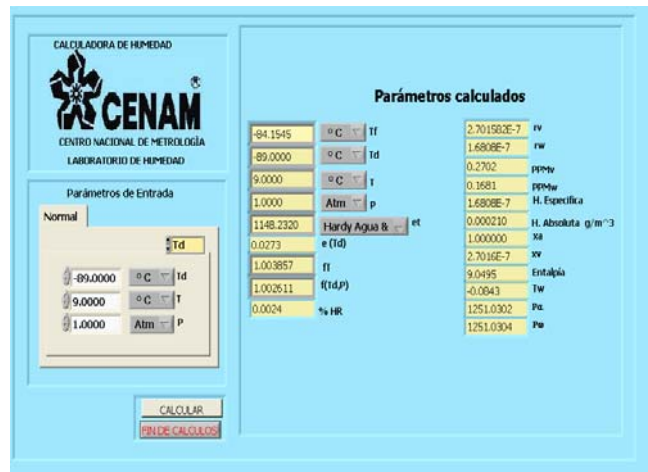 CALCULADORA DE HUMEDAD
CENAM
CENTRO NACIONAL DE METROLOGÍA
LABORATORIO DE HUMEDAD
Parámetros de Entrada
Normal
Td
-89.0000 °C Td
9.0000 °C T
1.0000 Atm P
CALCULAR
FIN DE CALCULOS
Parámetros calculados
-84.1545 °C Tf
-89.0000 °C Td
9.0000 °C T
1.0000 Atm P
1148.2320 Hardy Agua & et
0.0273 e (Td)
1.003857 fT
1.002611 f(Td,P)
0.0024 % HR
2.701582E-7 rv
1.6808E-7 rw
0.2702 PPMv
0.1681 PPMw
1.6808E-7 H. Especifica
0.000210 H. Absoluta g/m^3
1.000000 xa
2.7016E-7 xv
9.0495 Entalpía
-0.0843 Tw
1251.0302 Pa
1251.0304